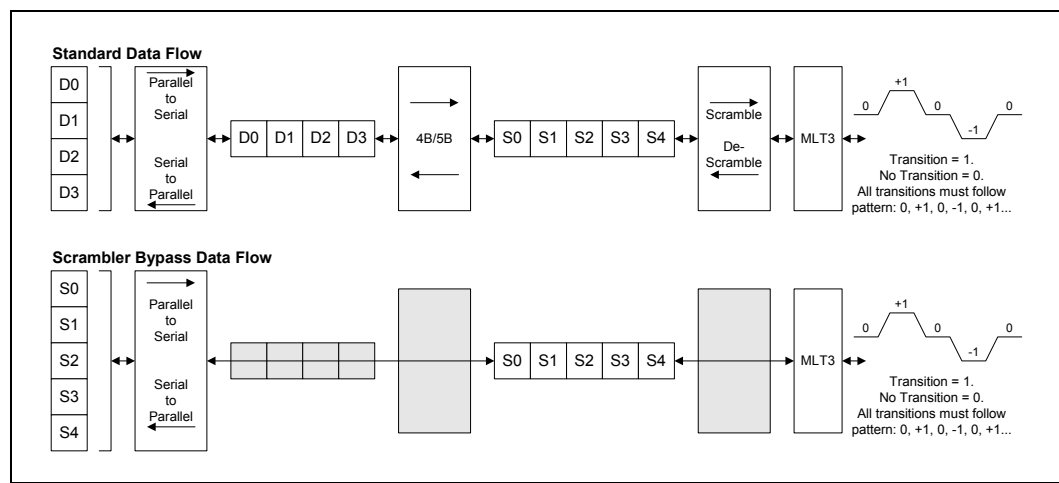 Standard Data Flow
D0
D1
D2
D3
Parallel
to
Serial
Serial
to
Parallel
D0 D1 D2 D3
4B/5B
S0 S1 S2 S3 S4
Scramble
De-
Scramble
MLT3
0 +1 0 -1 0
Transition = 1.
No Transition = 0.
All transitions must follow
pattern: 0, +1, 0, -1, 0, +1...
Scrambler Bypass Data Flow
S0
S1
S2
S3
S4
Parallel
to
Serial
Serial
to
Parallel
S0 S1 S2 S3 S4
MLT3
0 +1 0 -1 0
Transition = 1.
No Transition = 0.
All transitions must follow
pattern: 0, +1, 0, -1, 0, +1...